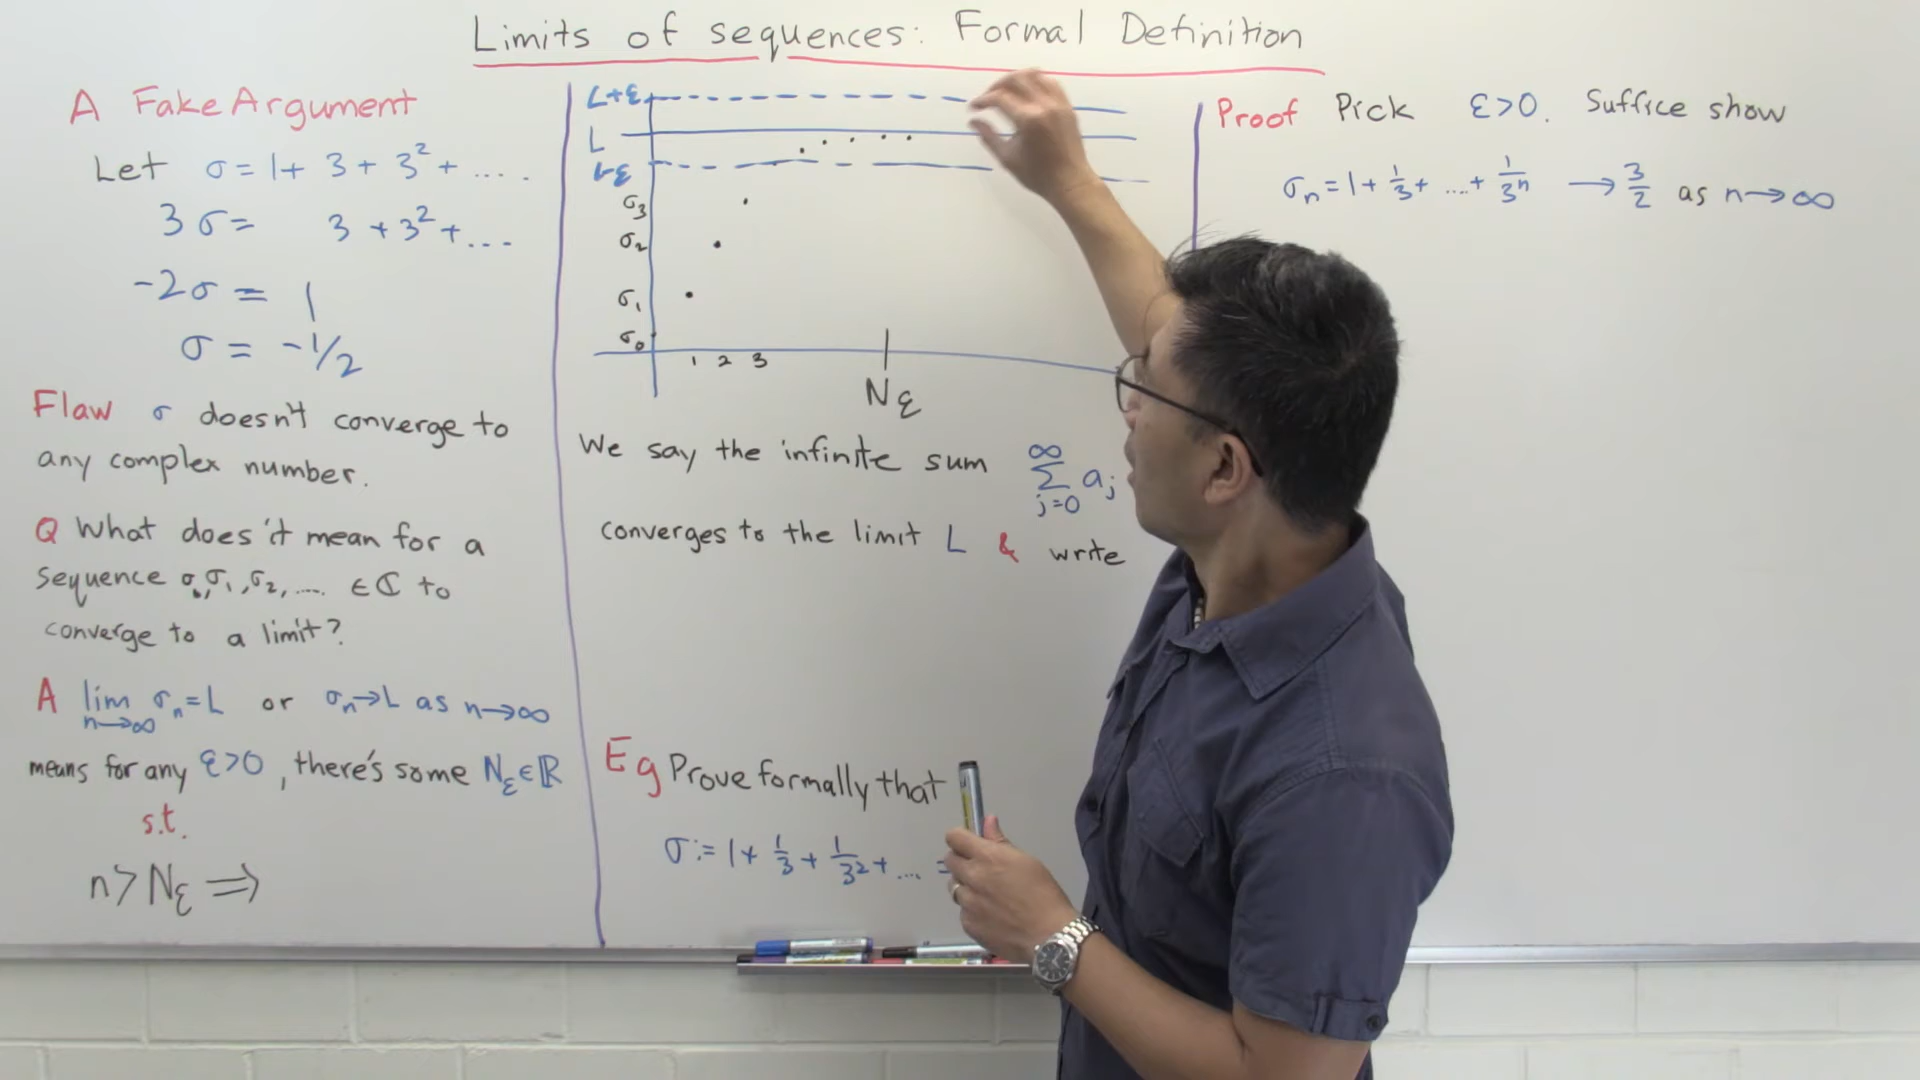 Limits of sequences: Formal Definition
A Fake Argument
Let σ = 1 + 3 + 3² + ....
3σ = 3 + 3² + ...
-2σ = 1
σ = -1/2
Flaw σ doesn't converge to
any complex number.
Q What does it mean for a
sequence σ₀, σ₁, σ₂, .... ∈ ℂ to
converge to a limit?
A lim n→∞ σₙ = L or σₙ → L as n → ∞
means for any ε > 0, there's some N_ε ∈ ℝ
s.t.
n > N_ε ⟹
L+ε
L
L-ε
σ₃
σ₂
σ₁
σ₀
1 2 3
N_ε
We say the infinite sum ∑_{j=0}^∞ a_j
converges to the limit L & write
Eg Prove formally that
σ := 1 + 1/3 + 1/3² + ... =
Proof Pick ε > 0. Suffice show
σₙ = 1 + 1/3 + .... + 1/3ⁿ → 3/2 as n → ∞